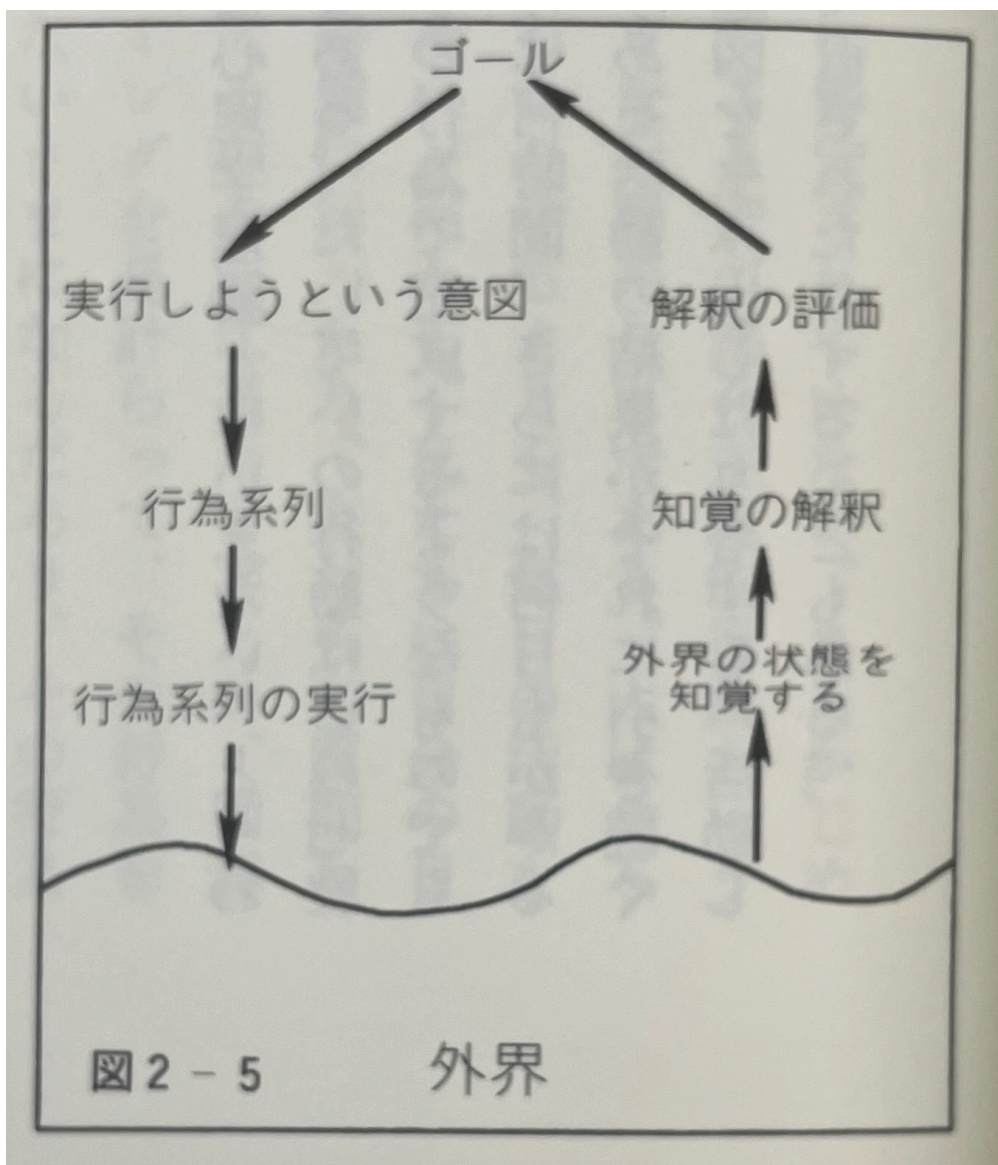 ゴール
実行しようという意図
解釈の評価
行為系列
知覚の解釈
行為系列の実行
外界の状態を
知覚する
図2-5
外界